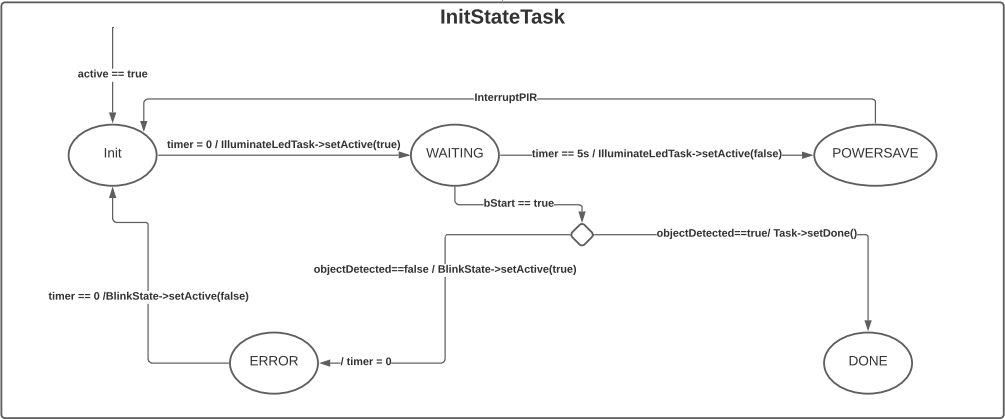 InitStateTask
active == true
InterruptPIR
Init
timer = 0 / IlluminateLedTask->setActive(true)
WAITING
timer == 5s / IlluminateLedTask->setActive(false)
POWERSAVE
bStart == true
objectDetected==true/ Task->setDone()
objectDetected==false / BlinkState->setActive(true)
timer == 0 /BlinkState->setActive(false)
ERROR
/ timer = 0
DONE